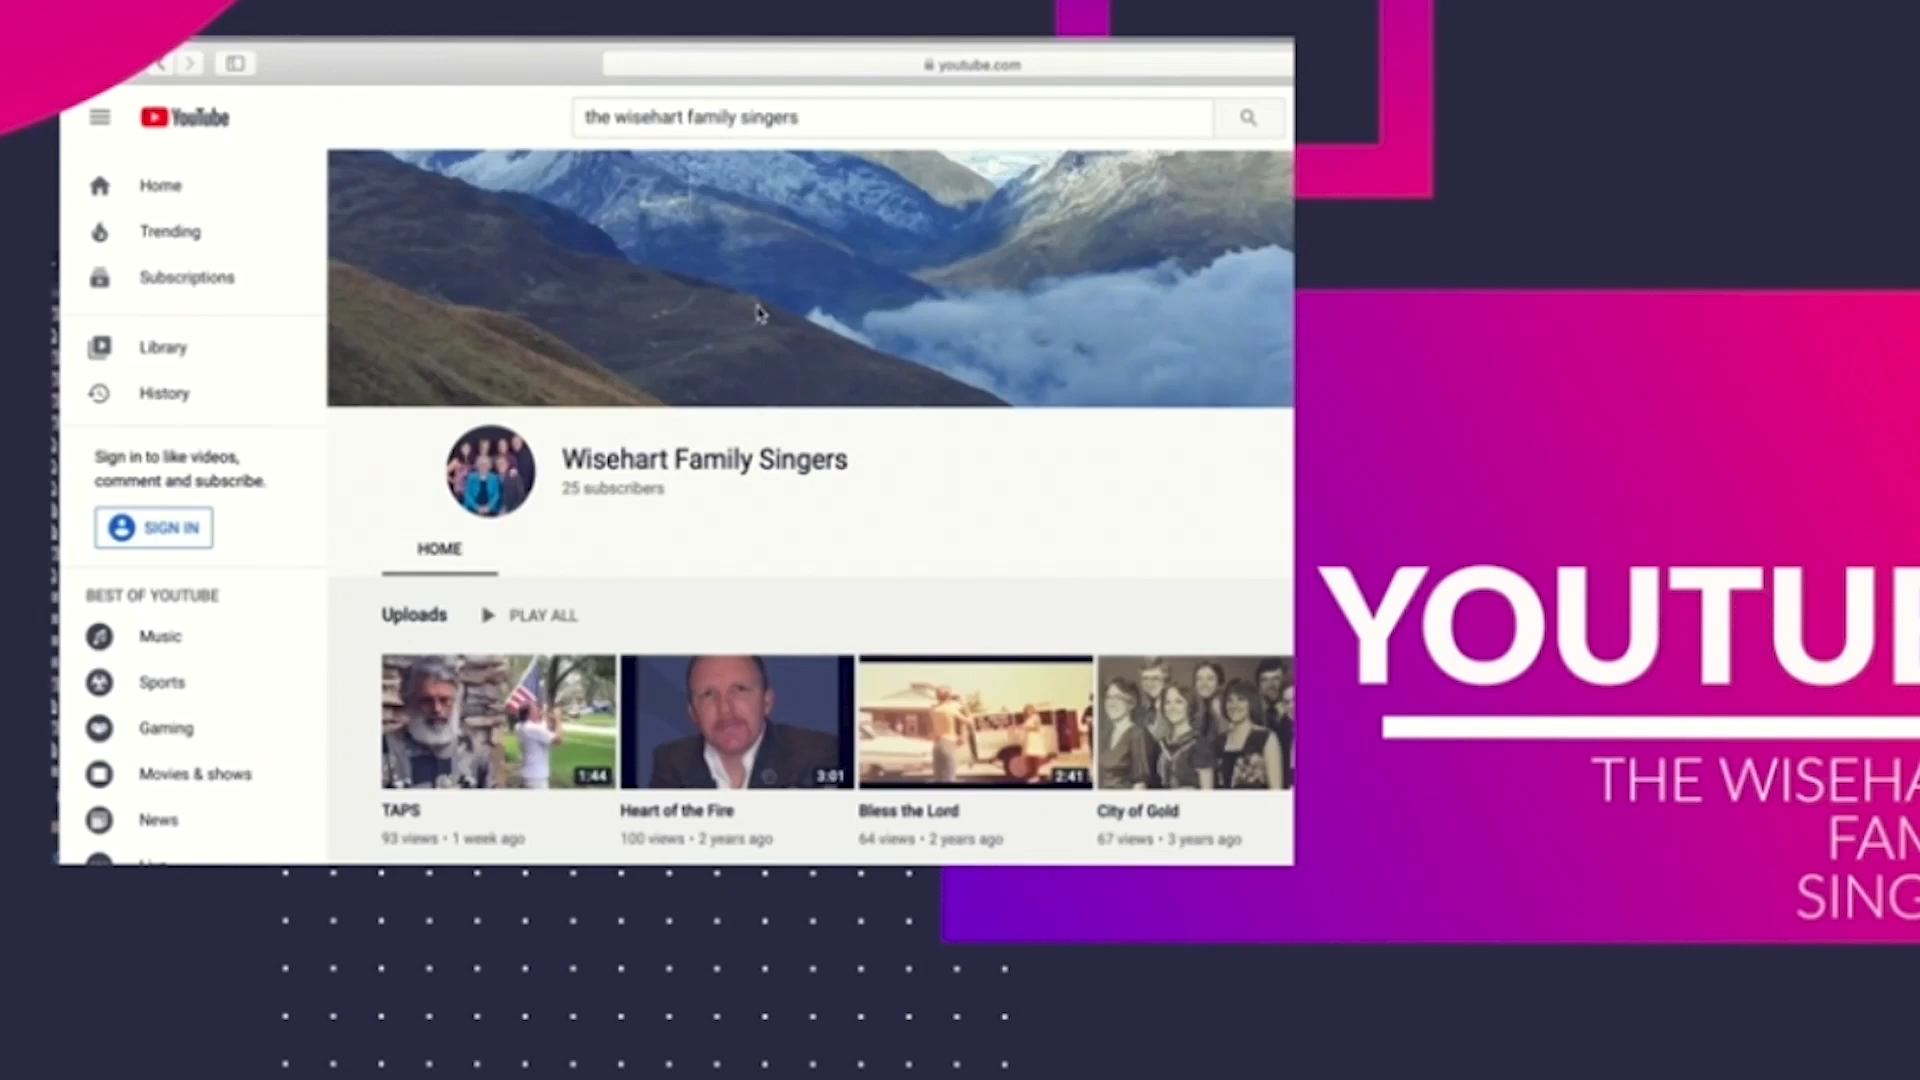 youtube.com
YouTube
the wisehart family singers
Home
Trending
Subscriptions
Library
History
Sign in to like videos,
comment and subscribe.
SIGN IN
BEST OF YOUTUBE
Music
Sports
Gaming
Movies & shows
News
Wisehart Family Singers
25 subscribers
HOME
Uploads
PLAY ALL
1:44
3:01
2:41
TAPS
Heart of the Fire
Bless the Lord
City of Gold
93 views • 1 week ago
100 views • 2 years ago
64 views • 2 years ago
67 views • 3 years ago
YOUTU
THE WISEHA
FAM
SING